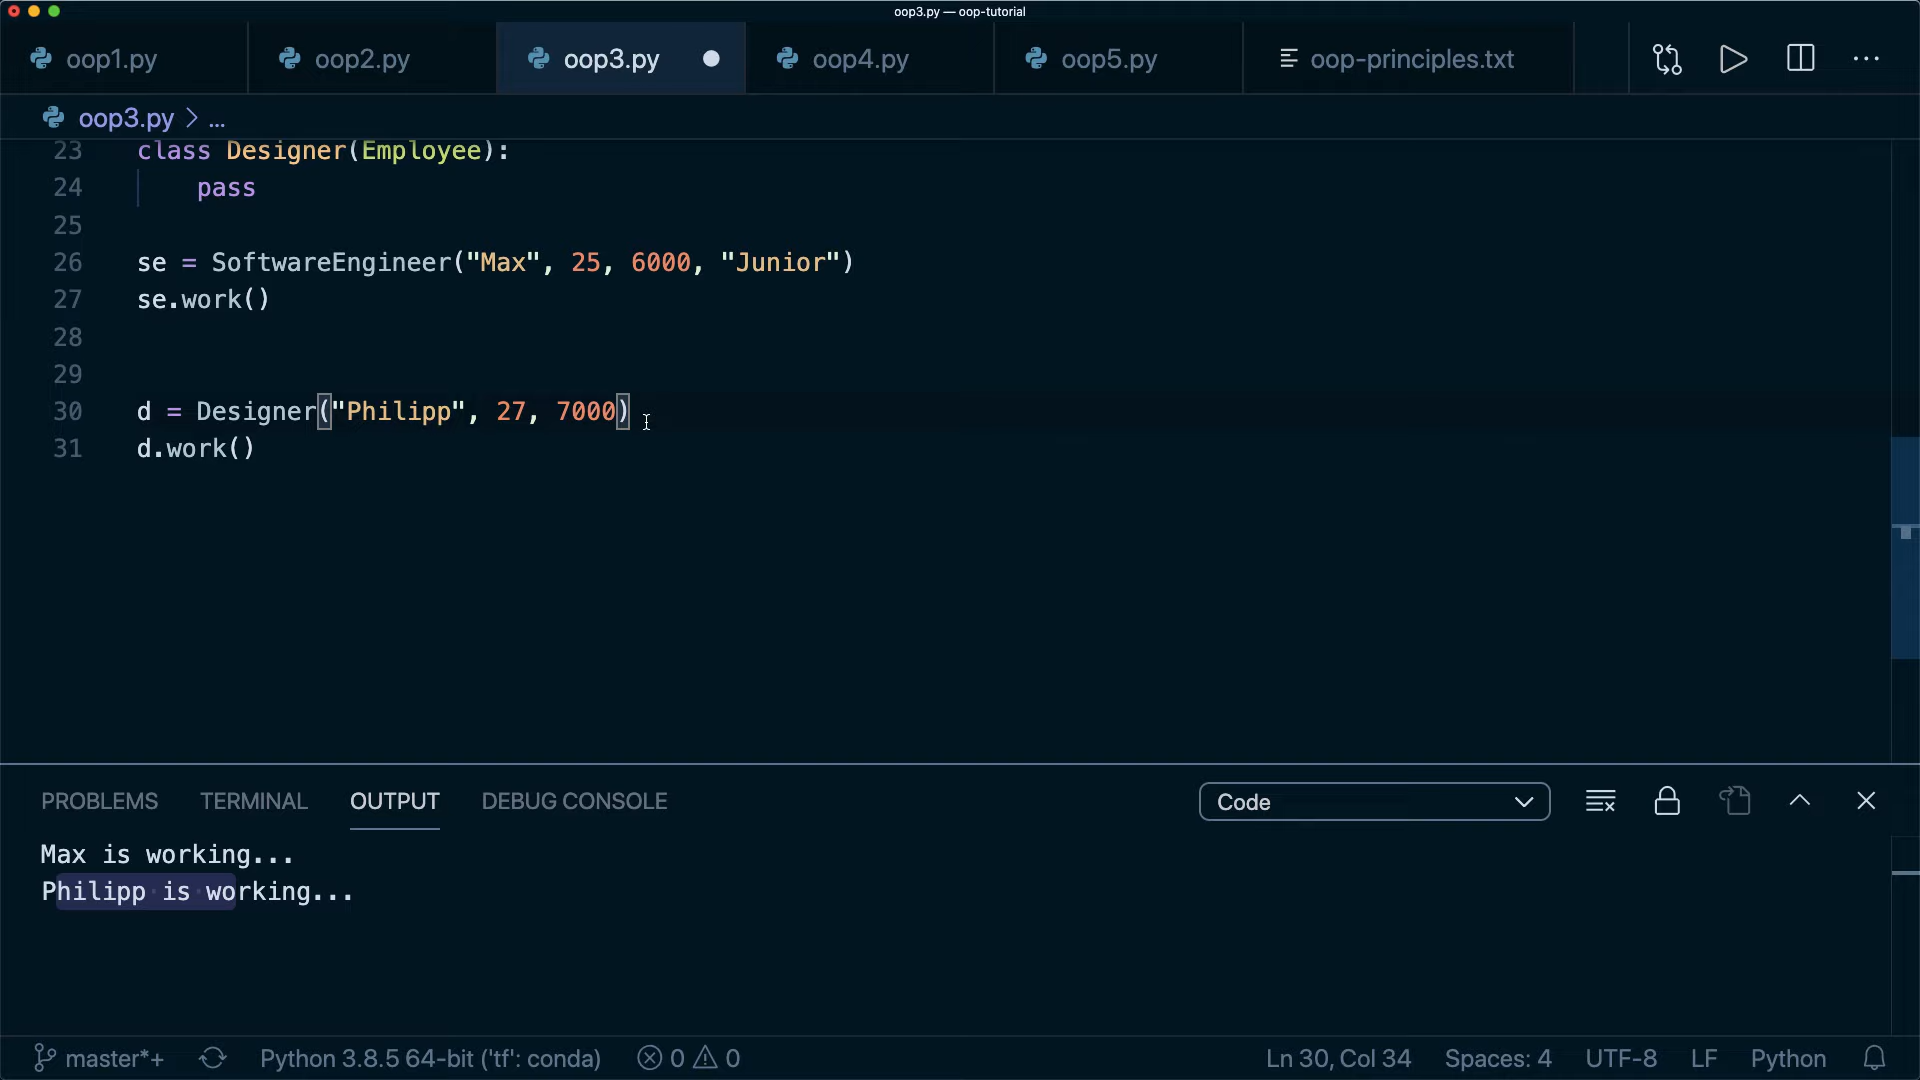 oop3.py — oop-tutorial
oop1.py oop2.py oop3.py oop4.py oop5.py oop-principles.txt
oop3.py > ...
23 class Designer(Employee):
24     pass
25
26 se = SoftwareEngineer("Max", 25, 6000, "Junior")
27 se.work()
28
29
30 d = Designer("Philipp", 27, 7000)
31 d.work()
PROBLEMS TERMINAL OUTPUT DEBUG CONSOLE Code
Max is working...
Philipp is working...
master*+ Python 3.8.5 64-bit ('tf': conda) 0 0 Ln 30, Col 34 Spaces: 4 UTF-8 LF Python